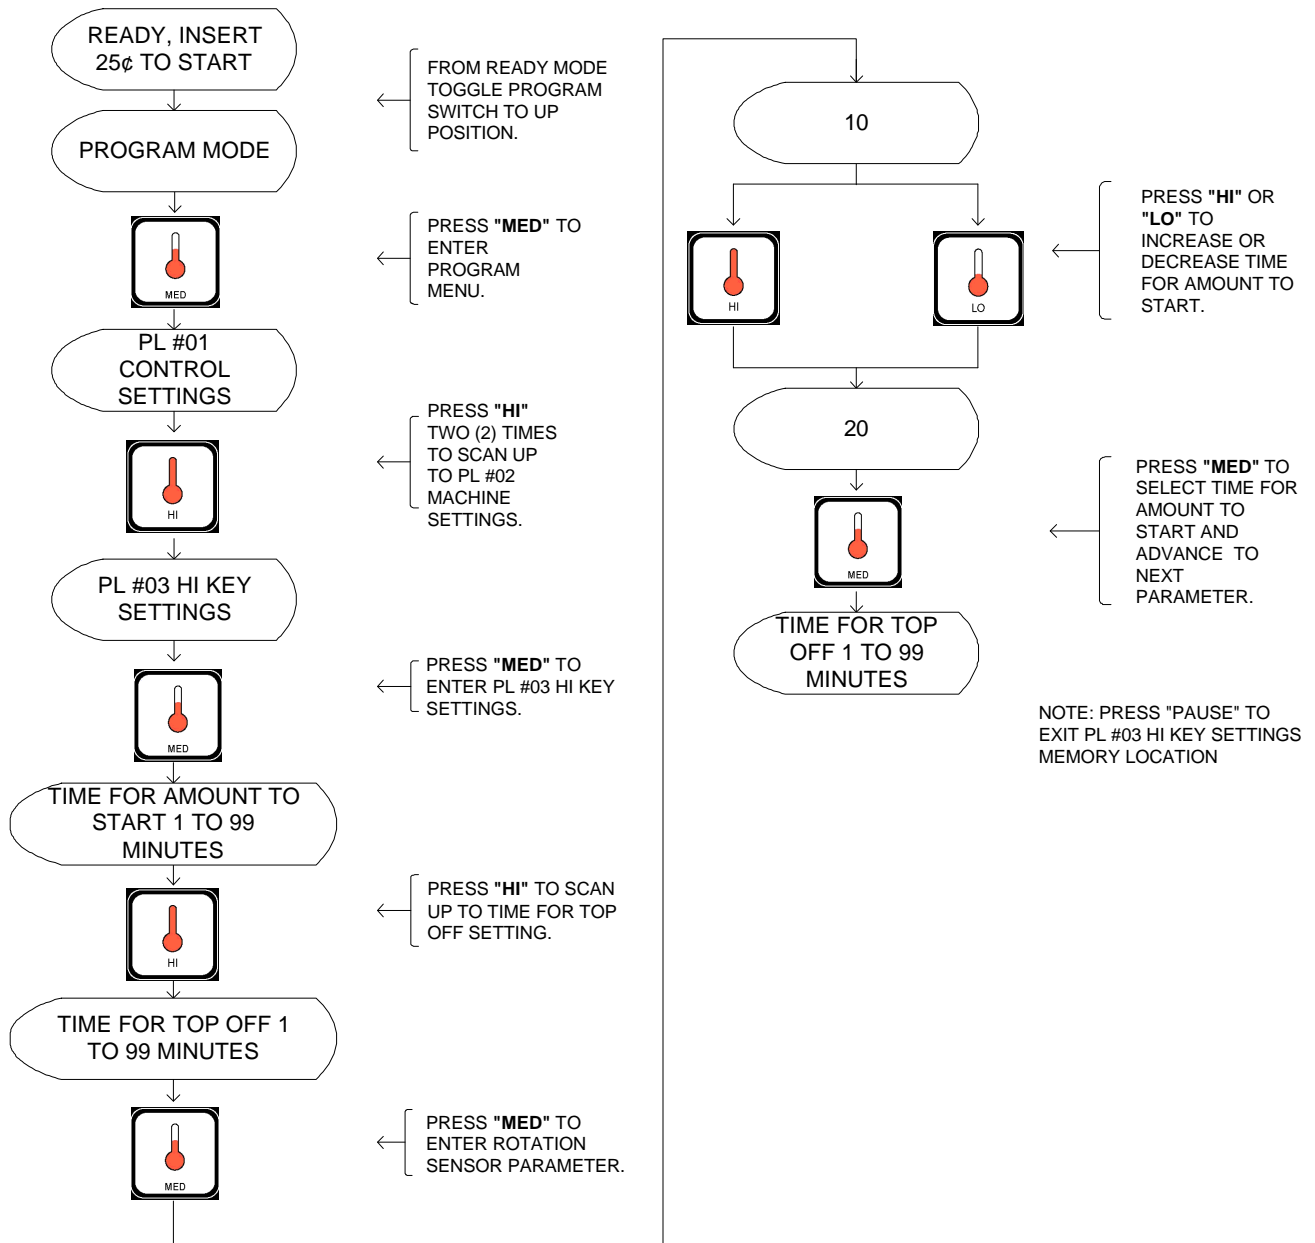 READY, INSERT
25¢ TO START
FROM READY MODE
TOGGLE PROGRAM
SWITCH TO UP
POSITION.
PROGRAM MODE
MED
PRESS "MED" TO
ENTER
PROGRAM
MENU.
PL #01
CONTROL
SETTINGS
HI
PRESS "HI"
TWO (2) TIMES
TO SCAN UP
TO PL #02
MACHINE
SETTINGS.
PL #03 HI KEY
SETTINGS
MED
PRESS "MED" TO
ENTER PL #03 HI KEY
SETTINGS.
TIME FOR AMOUNT TO
START 1 TO 99
MINUTES
HI
PRESS "HI" TO SCAN
UP TO TIME FOR TOP
OFF SETTING.
TIME FOR TOP OFF 1
TO 99 MINUTES
MED
PRESS "MED" TO
ENTER ROTATION
SENSOR PARAMETER.
10
HI
LO
PRESS "HI" OR
"LO" TO
INCREASE OR
DECREASE TIME
FOR AMOUNT TO
START.
20
MED
PRESS "MED" TO
SELECT TIME FOR
AMOUNT TO
START AND
ADVANCE TO
NEXT
PARAMETER.
TIME FOR TOP
OFF 1 TO 99
MINUTES
NOTE: PRESS "PAUSE" TO
EXIT PL #03 HI KEY SETTINGS
MEMORY LOCATION